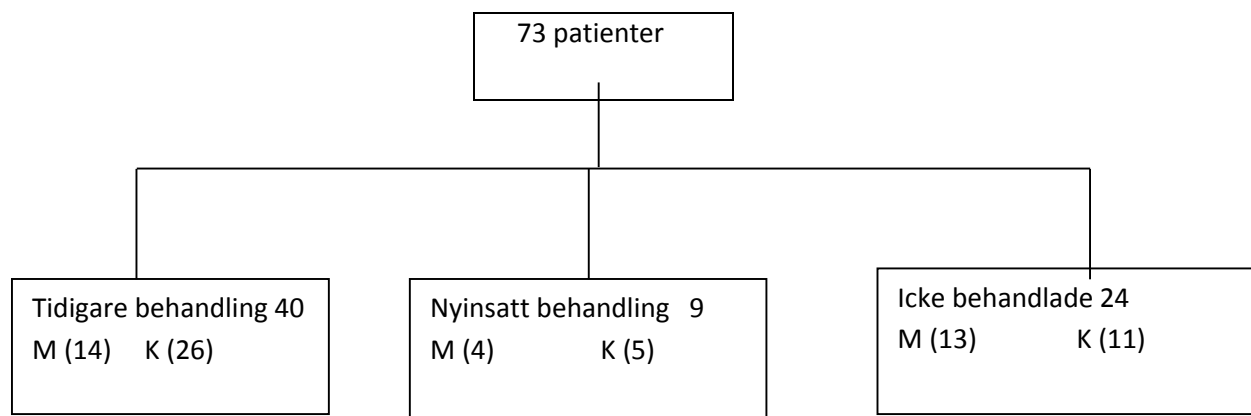 73 patienter
Tidigare behandling 40
M (14) K (26)
Nyinsatt behandling 9
M (4) K (5)
Icke behandlade 24
M (13) K (11)